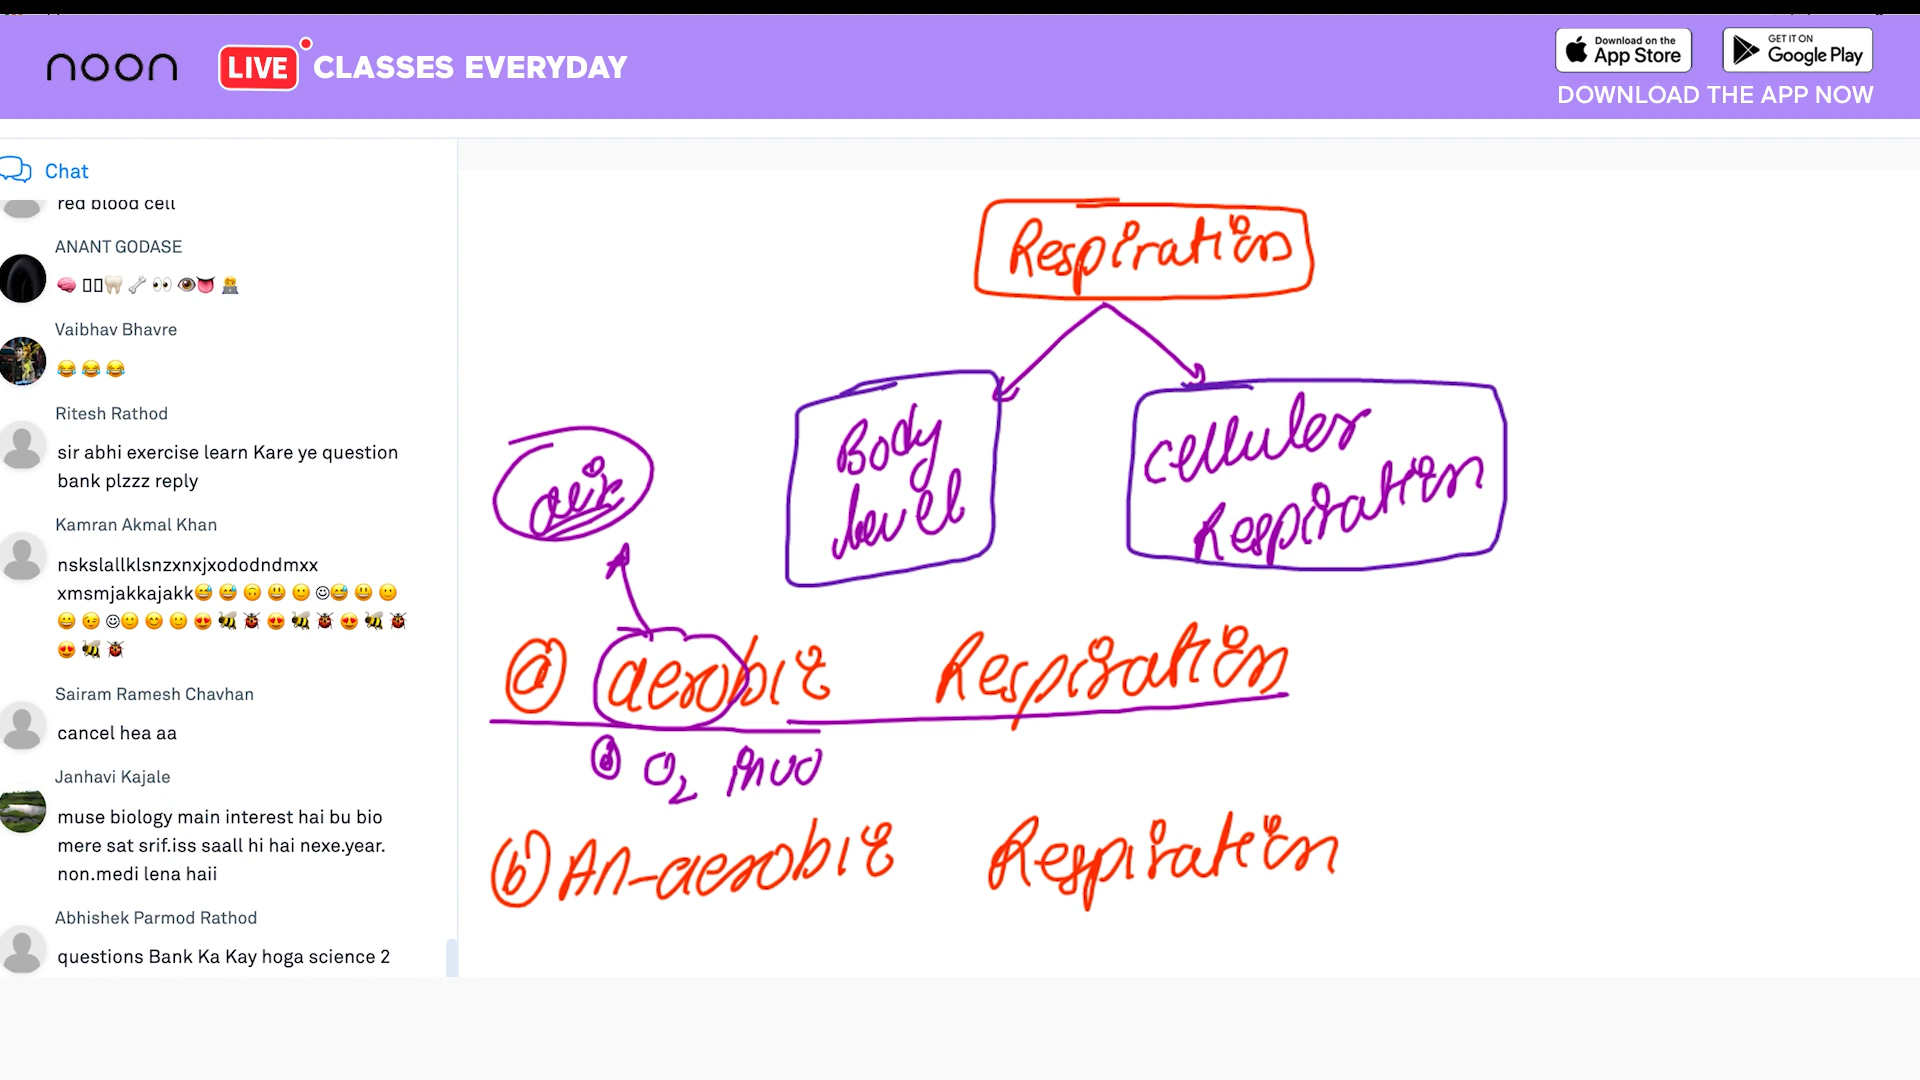 noon LIVE CLASSES EVERYDAY
Download on the
App Store
GET IT ON
Google Play
DOWNLOAD THE APP NOW
Chat
red blood cell
ANANT GODASE
🧠 👂🏻🦷 🦴 👀 👁👅 👨‍💻
Vaibhav Bhavre
😂 😂 😂
Ritesh Rathod
sir abhi exercise learn Kare ye question
bank plzzz reply
Kamran Akmal Khan
nskslallklsnzxnxjxododndmxx
xmsmjakkajakk😅 😅 🙃 😃 🙂 ☺😅 😃 🙂
😀 😉 ☺🙂 😊 🙂 😍 🐝 🐞 😍 🐝 🐞 😍 🐝 🐞
😍 🐝 🐞
Sairam Ramesh Chavhan
cancel hea aa
Janhavi Kajale
muse biology main interest hai bu bio
mere sat srif.iss saall hi hai nexe.year.
non.medi lena haii
Abhishek Parmod Rathod
questions Bank Ka Kay hoga science 2
Respiration
Body
level
cellular
Respiration
air
a aerobic Respiration
O2
b An-aerobic Respiration